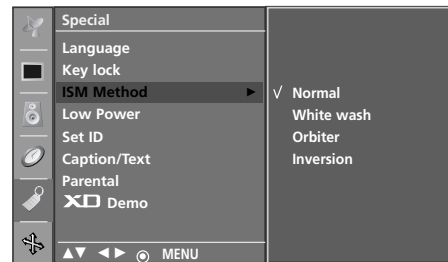 Special
Language
Key lock
ISM Method ▶
Low Power
Set ID
Caption/Text
Parental
XD Demo
▲▼ ◀▶ ◉ MENU
√ Normal
White wash
Orbiter
Inversion